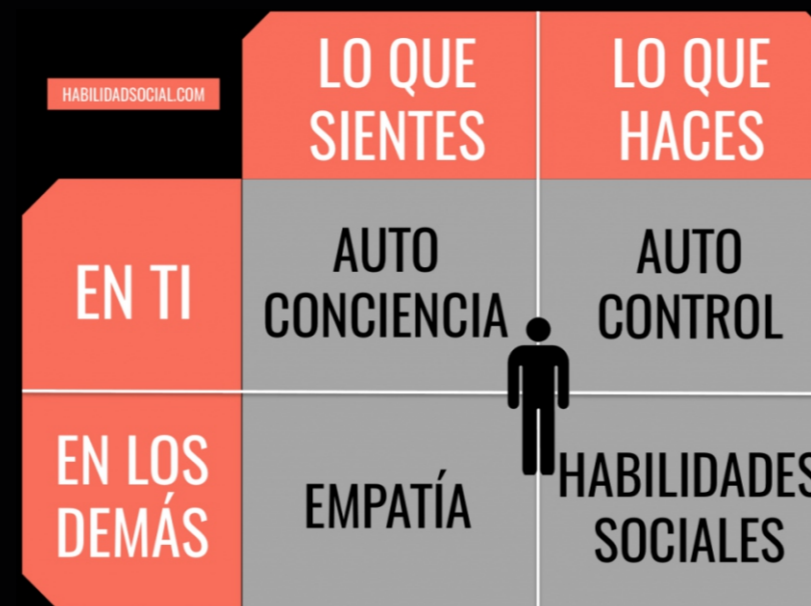 HABILIDADSOCIAL.COM
LO QUE
SIENTES
LO QUE
HACES
EN TI
AUTO
CONCIENCIA
AUTO
CONTROL
EN LOS
DEMÁS
EMPATÍA
HABILIDADES
SOCIALES